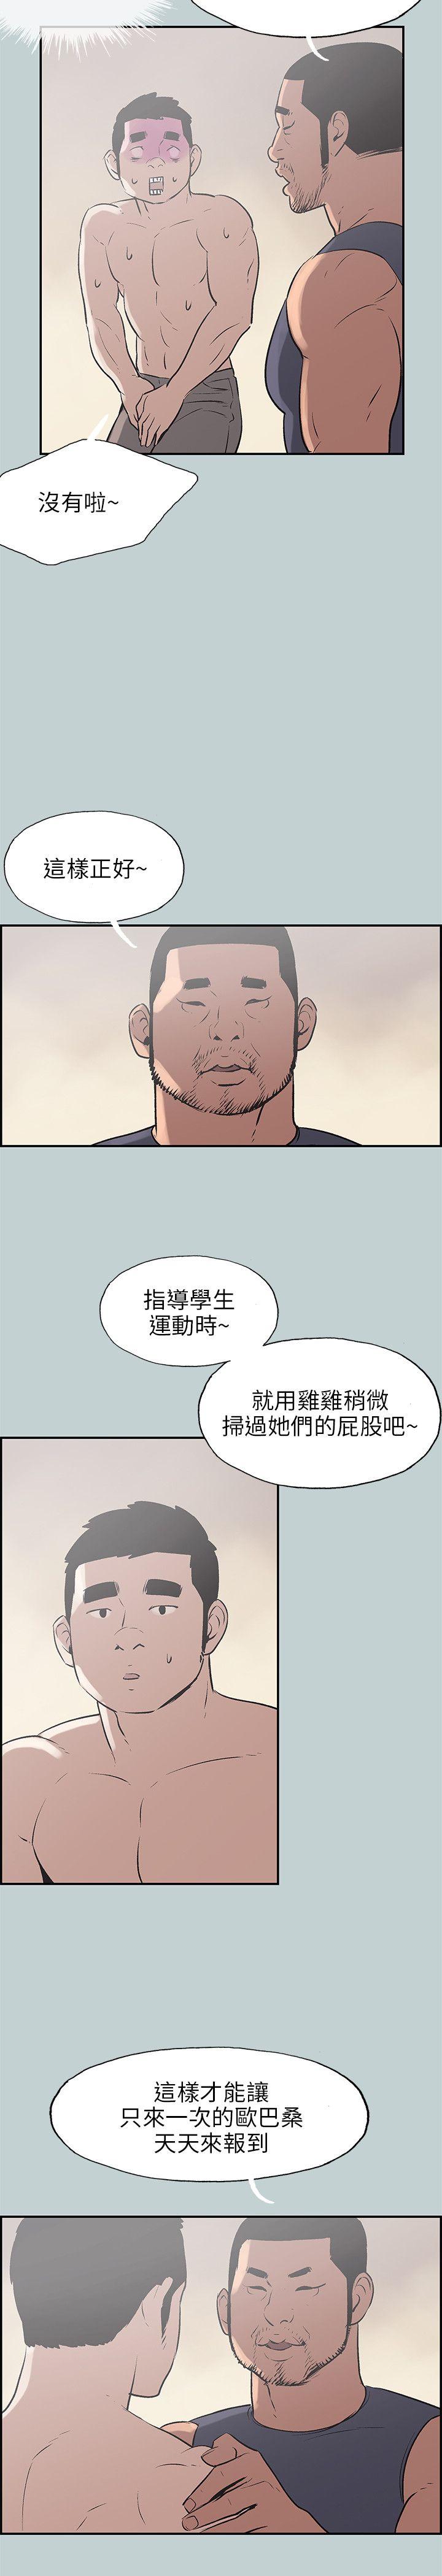 沒有啦~
這樣正好~
指導學生
運動時~
就用雞雞稍微
掃過她們的屁股吧~
這樣才能讓
只來一次的歐巴桑
天天來報到